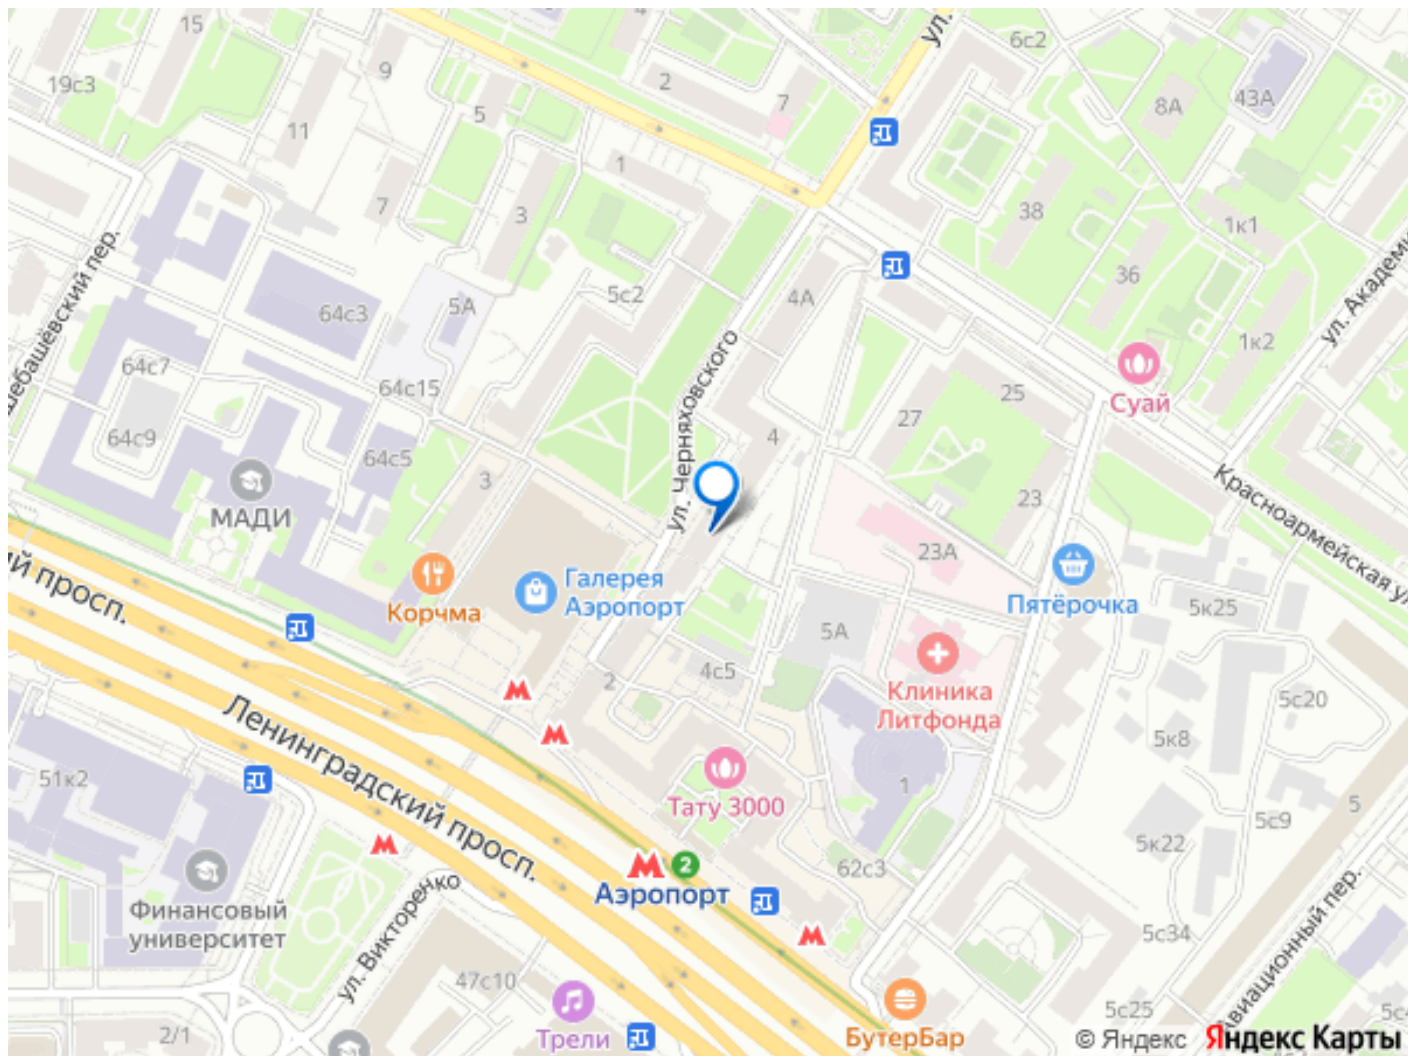 15
9
2
7
ул.
6с2
8А
43А
19с3
11
5
1
7
3
38
1к1
шебашёвский пер.
64с3
5А
5с2
4А
36
ул. Академи
1к2
64с7
64с15
ул. Черняховского
25
Суай
27
64с9
64с5
4
3
23
Красноармейская ул.
МАДИ
23А
ий просп.
Корчма
Галерея
Аэропорт
Пятёрочка
5к25
5А
2
4с5
Клиника
Литфонда
5с20
Ленинградский просп.
5к8
51к2
Тату 3000
1
5
5с9
5к22
62с3
2
Аэропорт
Финансовый
университет
ул. Викторенко
5с34
Авиационный пер.
47с10
5с25
5с4
2/1
Трели
БутерБар
© Яндекс Яндекс Карты